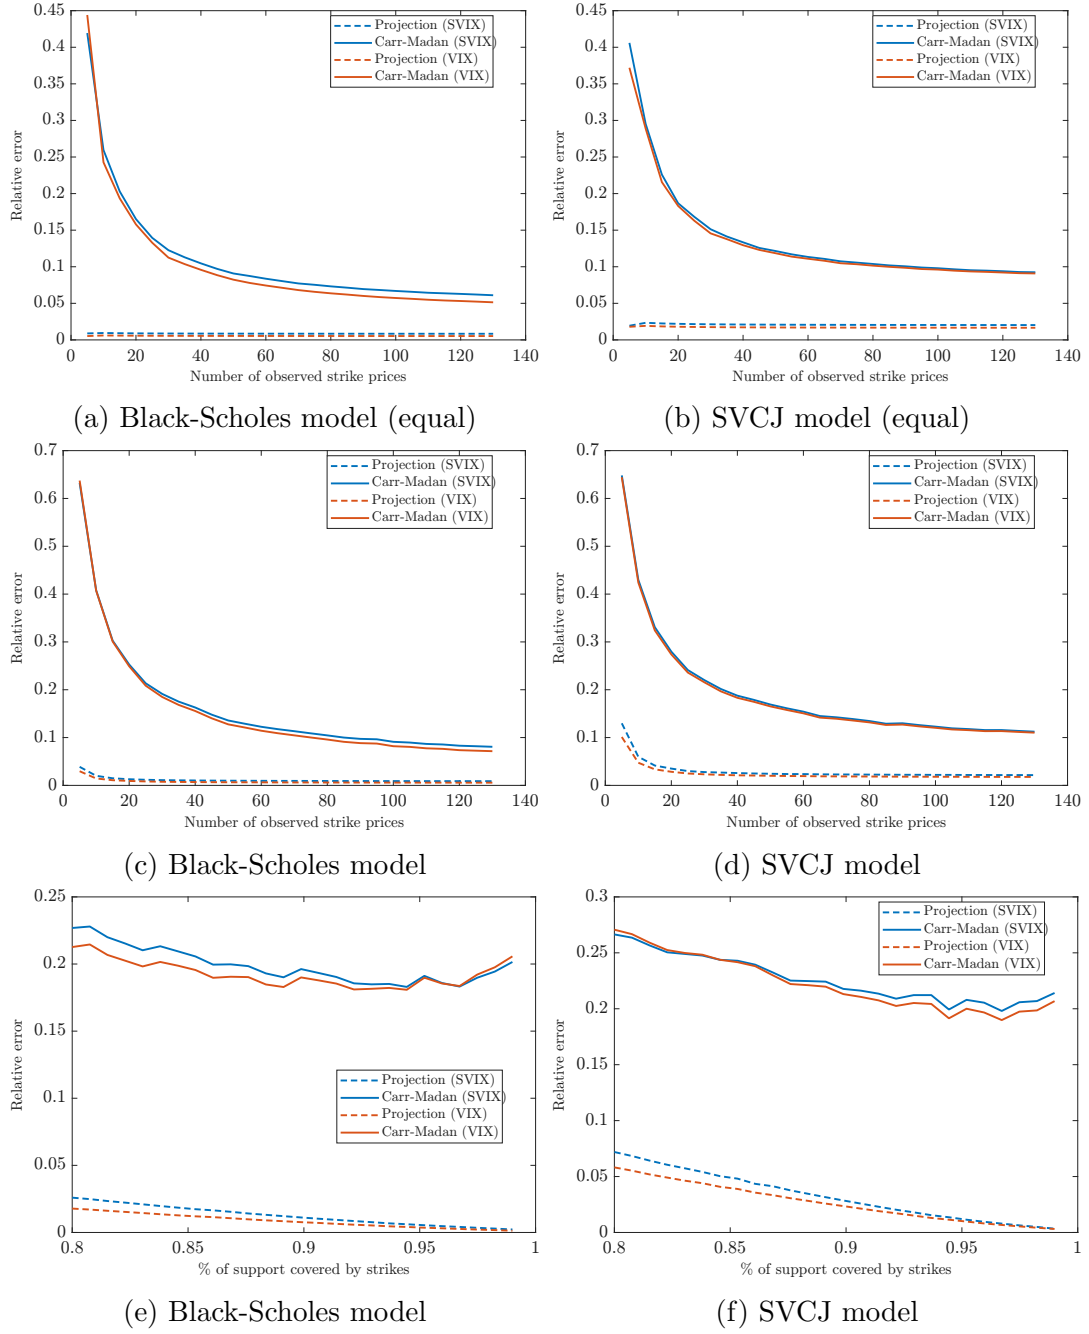 Relative error
0.45
0.4
0.35
0.3
0.25
0.2
0.15
0.1
0.05
0
0 20 40 60 80 100 120 140
Number of observed strike prices
Projection (SVIX)
Carr-Madan (SVIX)
Projection (VIX)
Carr-Madan (VIX)
(a) Black-Scholes model (equal)
Relative error
0.45
0.4
0.35
0.3
0.25
0.2
0.15
0.1
0.05
0
0 20 40 60 80 100 120 140
Number of observed strike prices
Projection (SVIX)
Carr-Madan (SVIX)
Projection (VIX)
Carr-Madan (VIX)
(b) SVCJ model (equal)
Relative error
0.7
0.6
0.5
0.4
0.3
0.2
0.1
0
0 20 40 60 80 100 120 140
Number of observed strike prices
Projection (SVIX)
Carr-Madan (SVIX)
Projection (VIX)
Carr-Madan (VIX)
(c) Black-Scholes model
Relative error
0.7
0.6
0.5
0.4
0.3
0.2
0.1
0
0 20 40 60 80 100 120 140
Number of observed strike prices
Projection (SVIX)
Carr-Madan (SVIX)
Projection (VIX)
Carr-Madan (VIX)
(d) SVCJ model
Relative error
0.25
0.2
0.15
0.1
0.05
0
0.8 0.85 0.9 0.95 1
% of support covered by strikes
Projection (SVIX)
Carr-Madan (SVIX)
Projection (VIX)
Carr-Madan (VIX)
(e) Black-Scholes model
Relative error
0.3
0.25
0.2
0.15
0.1
0.05
0
0.8 0.85 0.9 0.95 1
% of support covered by strikes
Projection (SVIX)
Carr-Madan (SVIX)
Projection (VIX)
Carr-Madan (VIX)
(f) SVCJ model